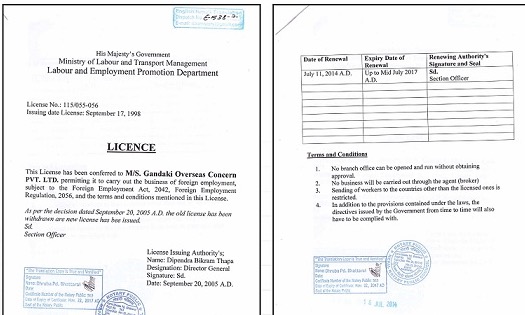 His Majesty's Government
Ministry of Labour and Transport Management
Labour and Employment Promotion Department
License No.: 115/055-056
Issuing date License: September 17, 1998
LICENCE
This License has been conferred to M/S. Gandaki Overseas Concern
PVT. LTD. permitting it to carry out the business of foreign employment,
subject to the Foreign Employment Act, 2042, Foreign Employment
Regulation, 2056, and the terms and conditions mentioned in this License.
As per the decision dated September 20, 2005 A.D. the old license has been
withdrawn are new license has bee issued.
Sd.
Section Officer
License Issuing Authority's;
Name: Dipendra Bikram Thapa
Designation: Director General
Signature: Sd.
Date: September 20, 2005 A.D.
Date of Renewal Expiry Date of Renewal Renewing Authority's Signature and Seal
July 11, 2014 A.D. Up to Mid July 2017 A.D. Sd. Section Officer
Terms and Conditions
1. No branch office can be opened and run without obtaining
approval.
2. No business will be carried out through the agent (broker)
3. Sending of workers to the countries other than the licensed ones is
restricted.
4. In addition to the provisions contained under the laws, the
directives issued by the Government from time to time will also
have to be complied with.